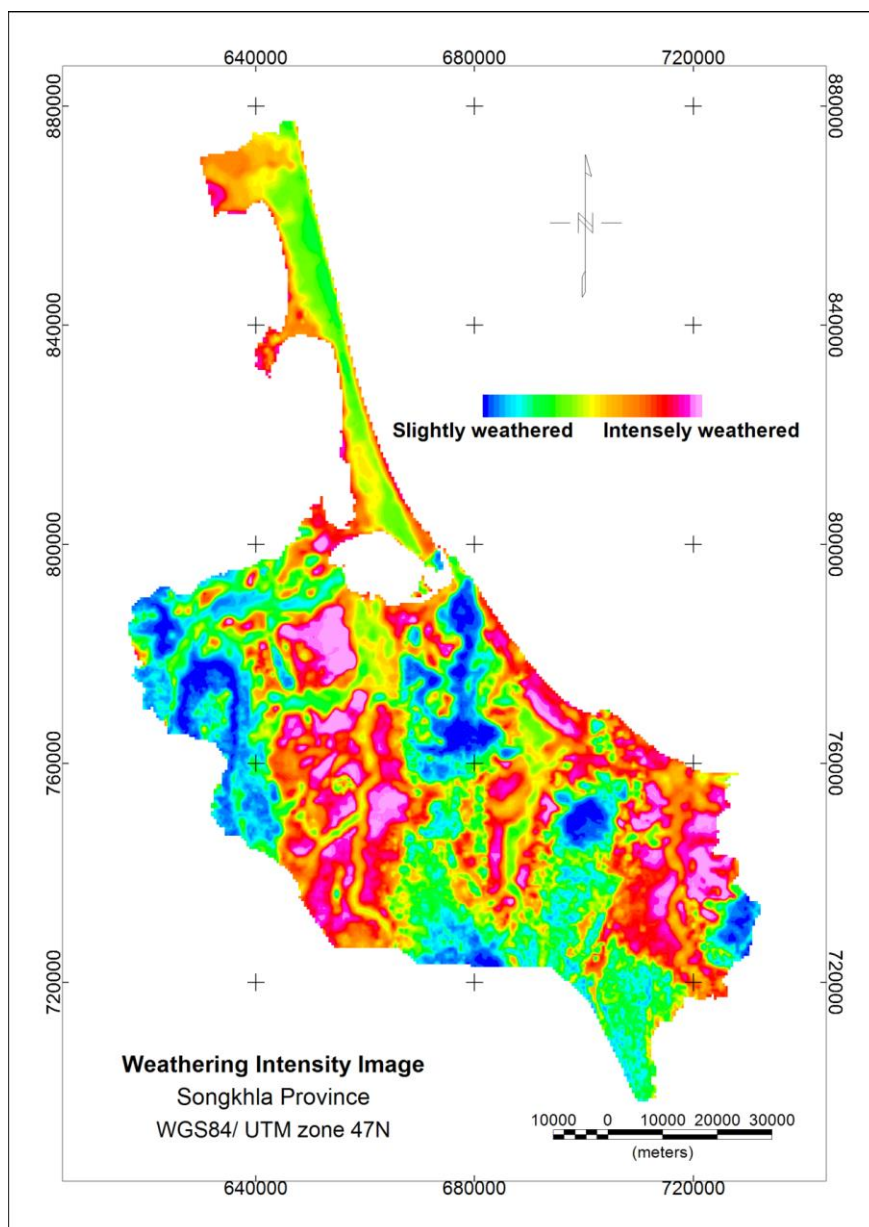 640000 680000 720000
880000 880000
840000 840000
Slightly weathered Intensely weathered
800000 800000
760000 760000
720000 720000
Weathering Intensity Image
Songkhla Province
WGS84/ UTM zone 47N
10000 0 10000 20000 30000
(meters)
640000 680000 720000
N